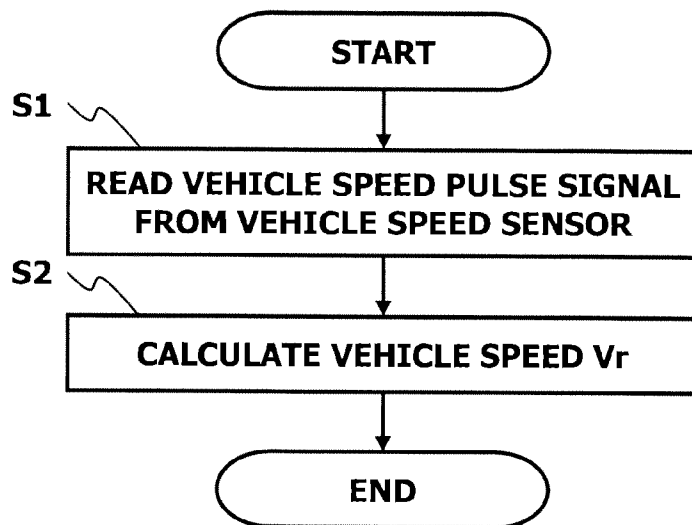 START
S1
READ VEHICLE SPEED PULSE SIGNAL
FROM VEHICLE SPEED SENSOR
S2
CALCULATE VEHICLE SPEED Vr
END